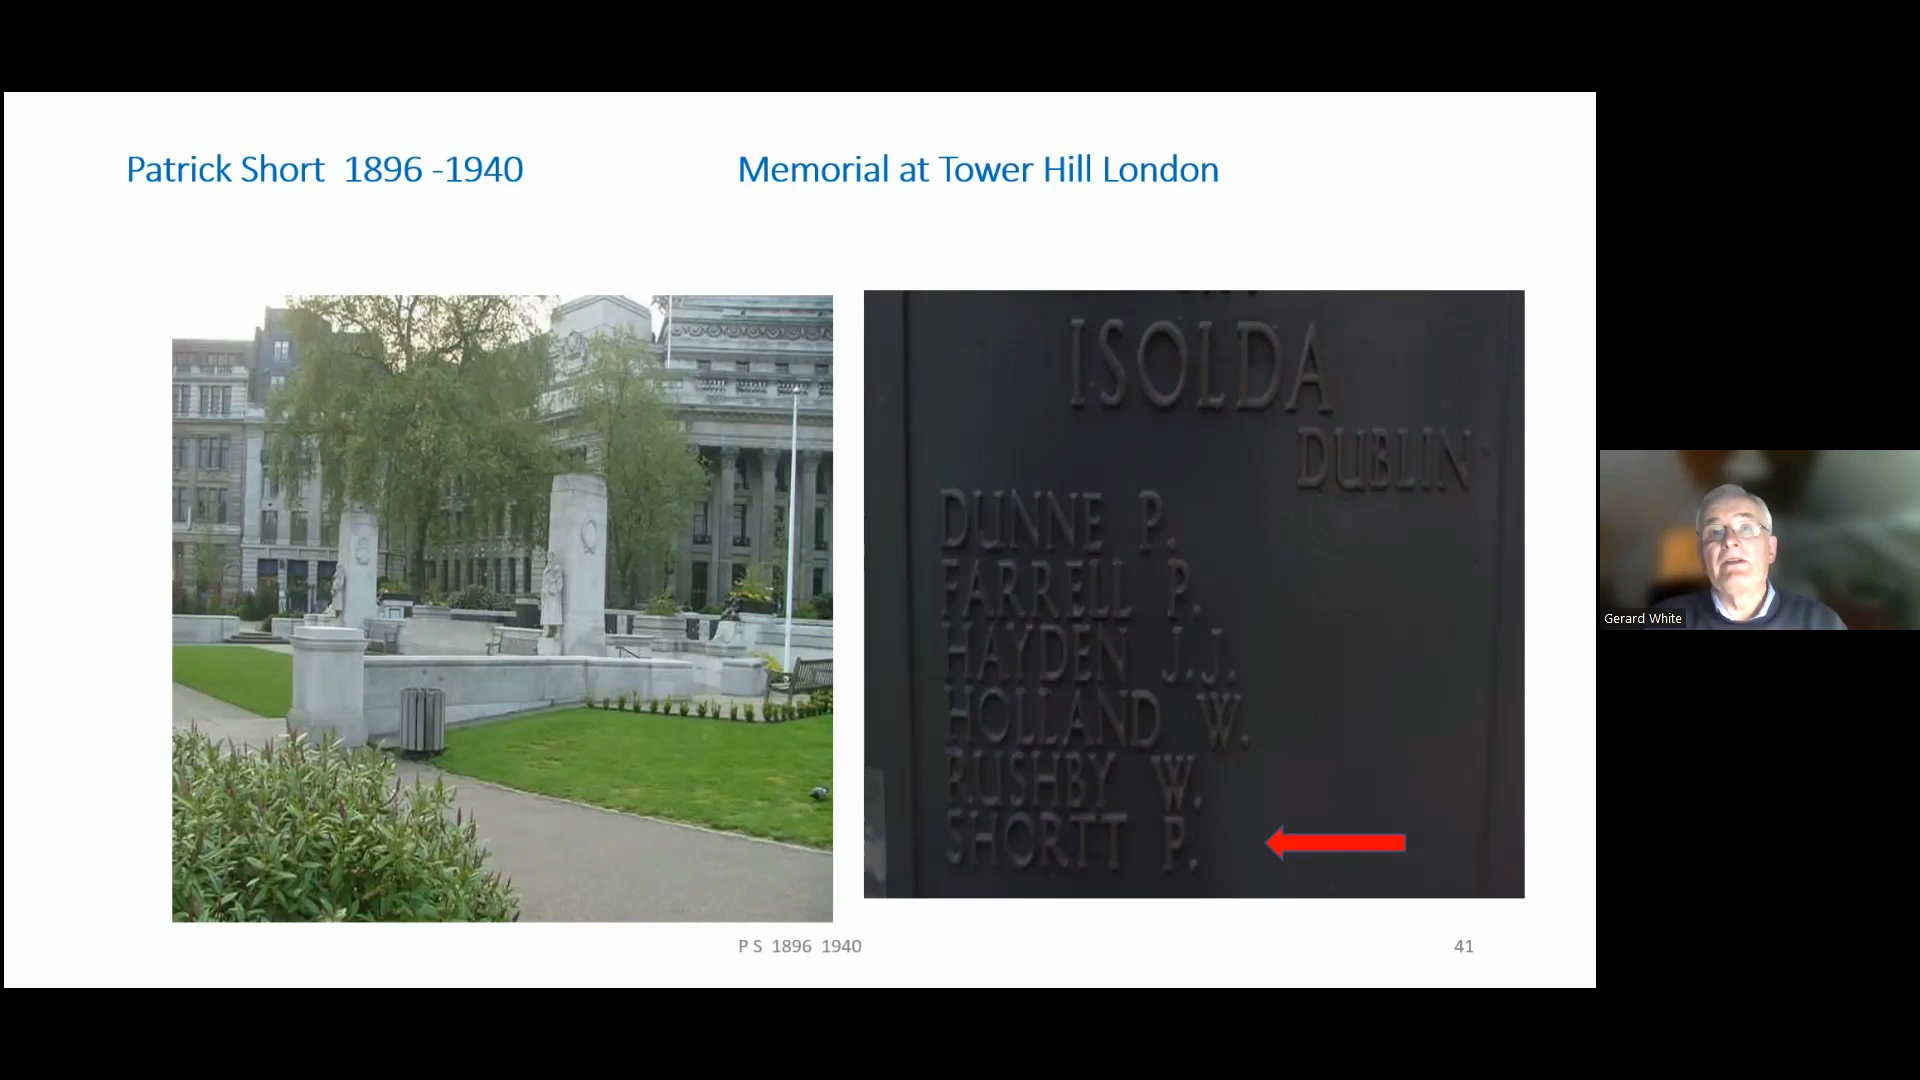 Patrick Short 1896 -1940
Memorial at Tower Hill London
ISOLDA
DUBLIN
DUNNE P.
FARRELL P.
HAYDEN J.J.
HOLLAND W.
RUSHBY W.
SHORTT P.
P S 1896 1940
41
Gerard White